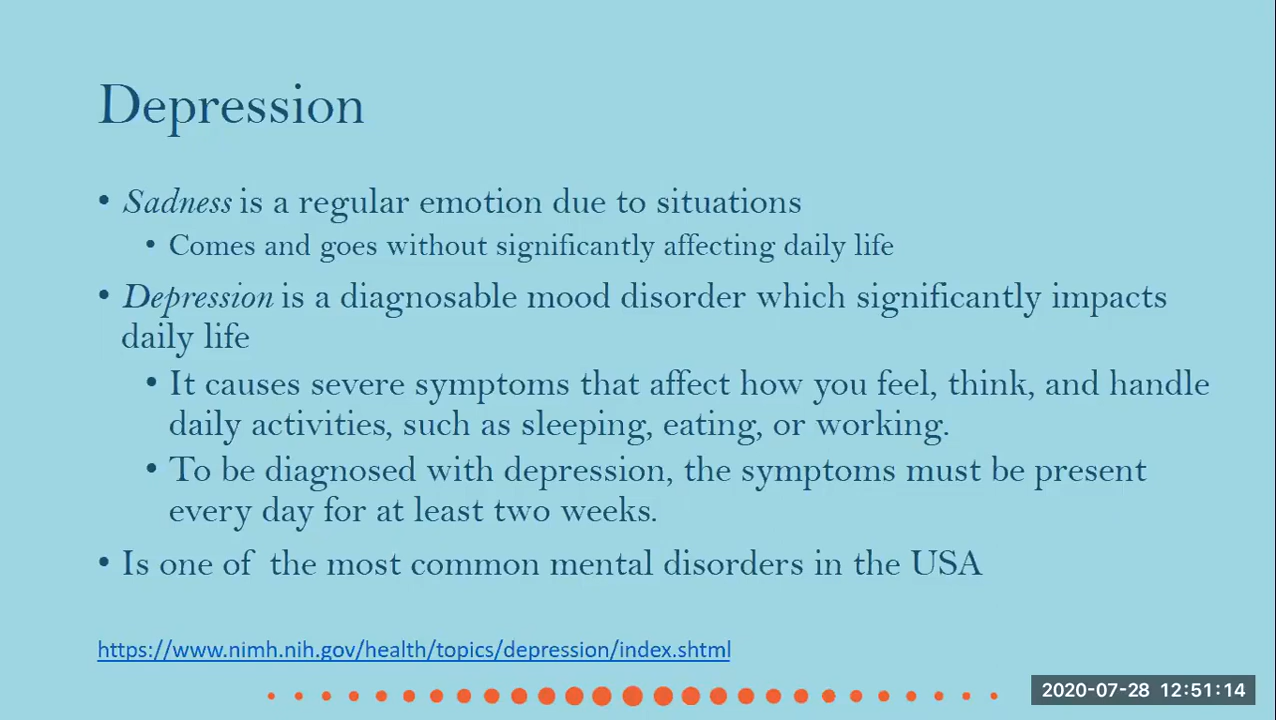 Depression
• Sadness is a regular emotion due to situations
• Comes and goes without significantly affecting daily life
• Depression is a diagnosable mood disorder which significantly impacts
daily life
• It causes severe symptoms that affect how you feel, think, and handle
daily activities, such as sleeping, eating, or working.
• To be diagnosed with depression, the symptoms must be present
every day for at least two weeks.
• Is one of the most common mental disorders in the USA
https://www.nimh.nih.gov/health/topics/depression/index.shtml
2020-07-28 12:51:14